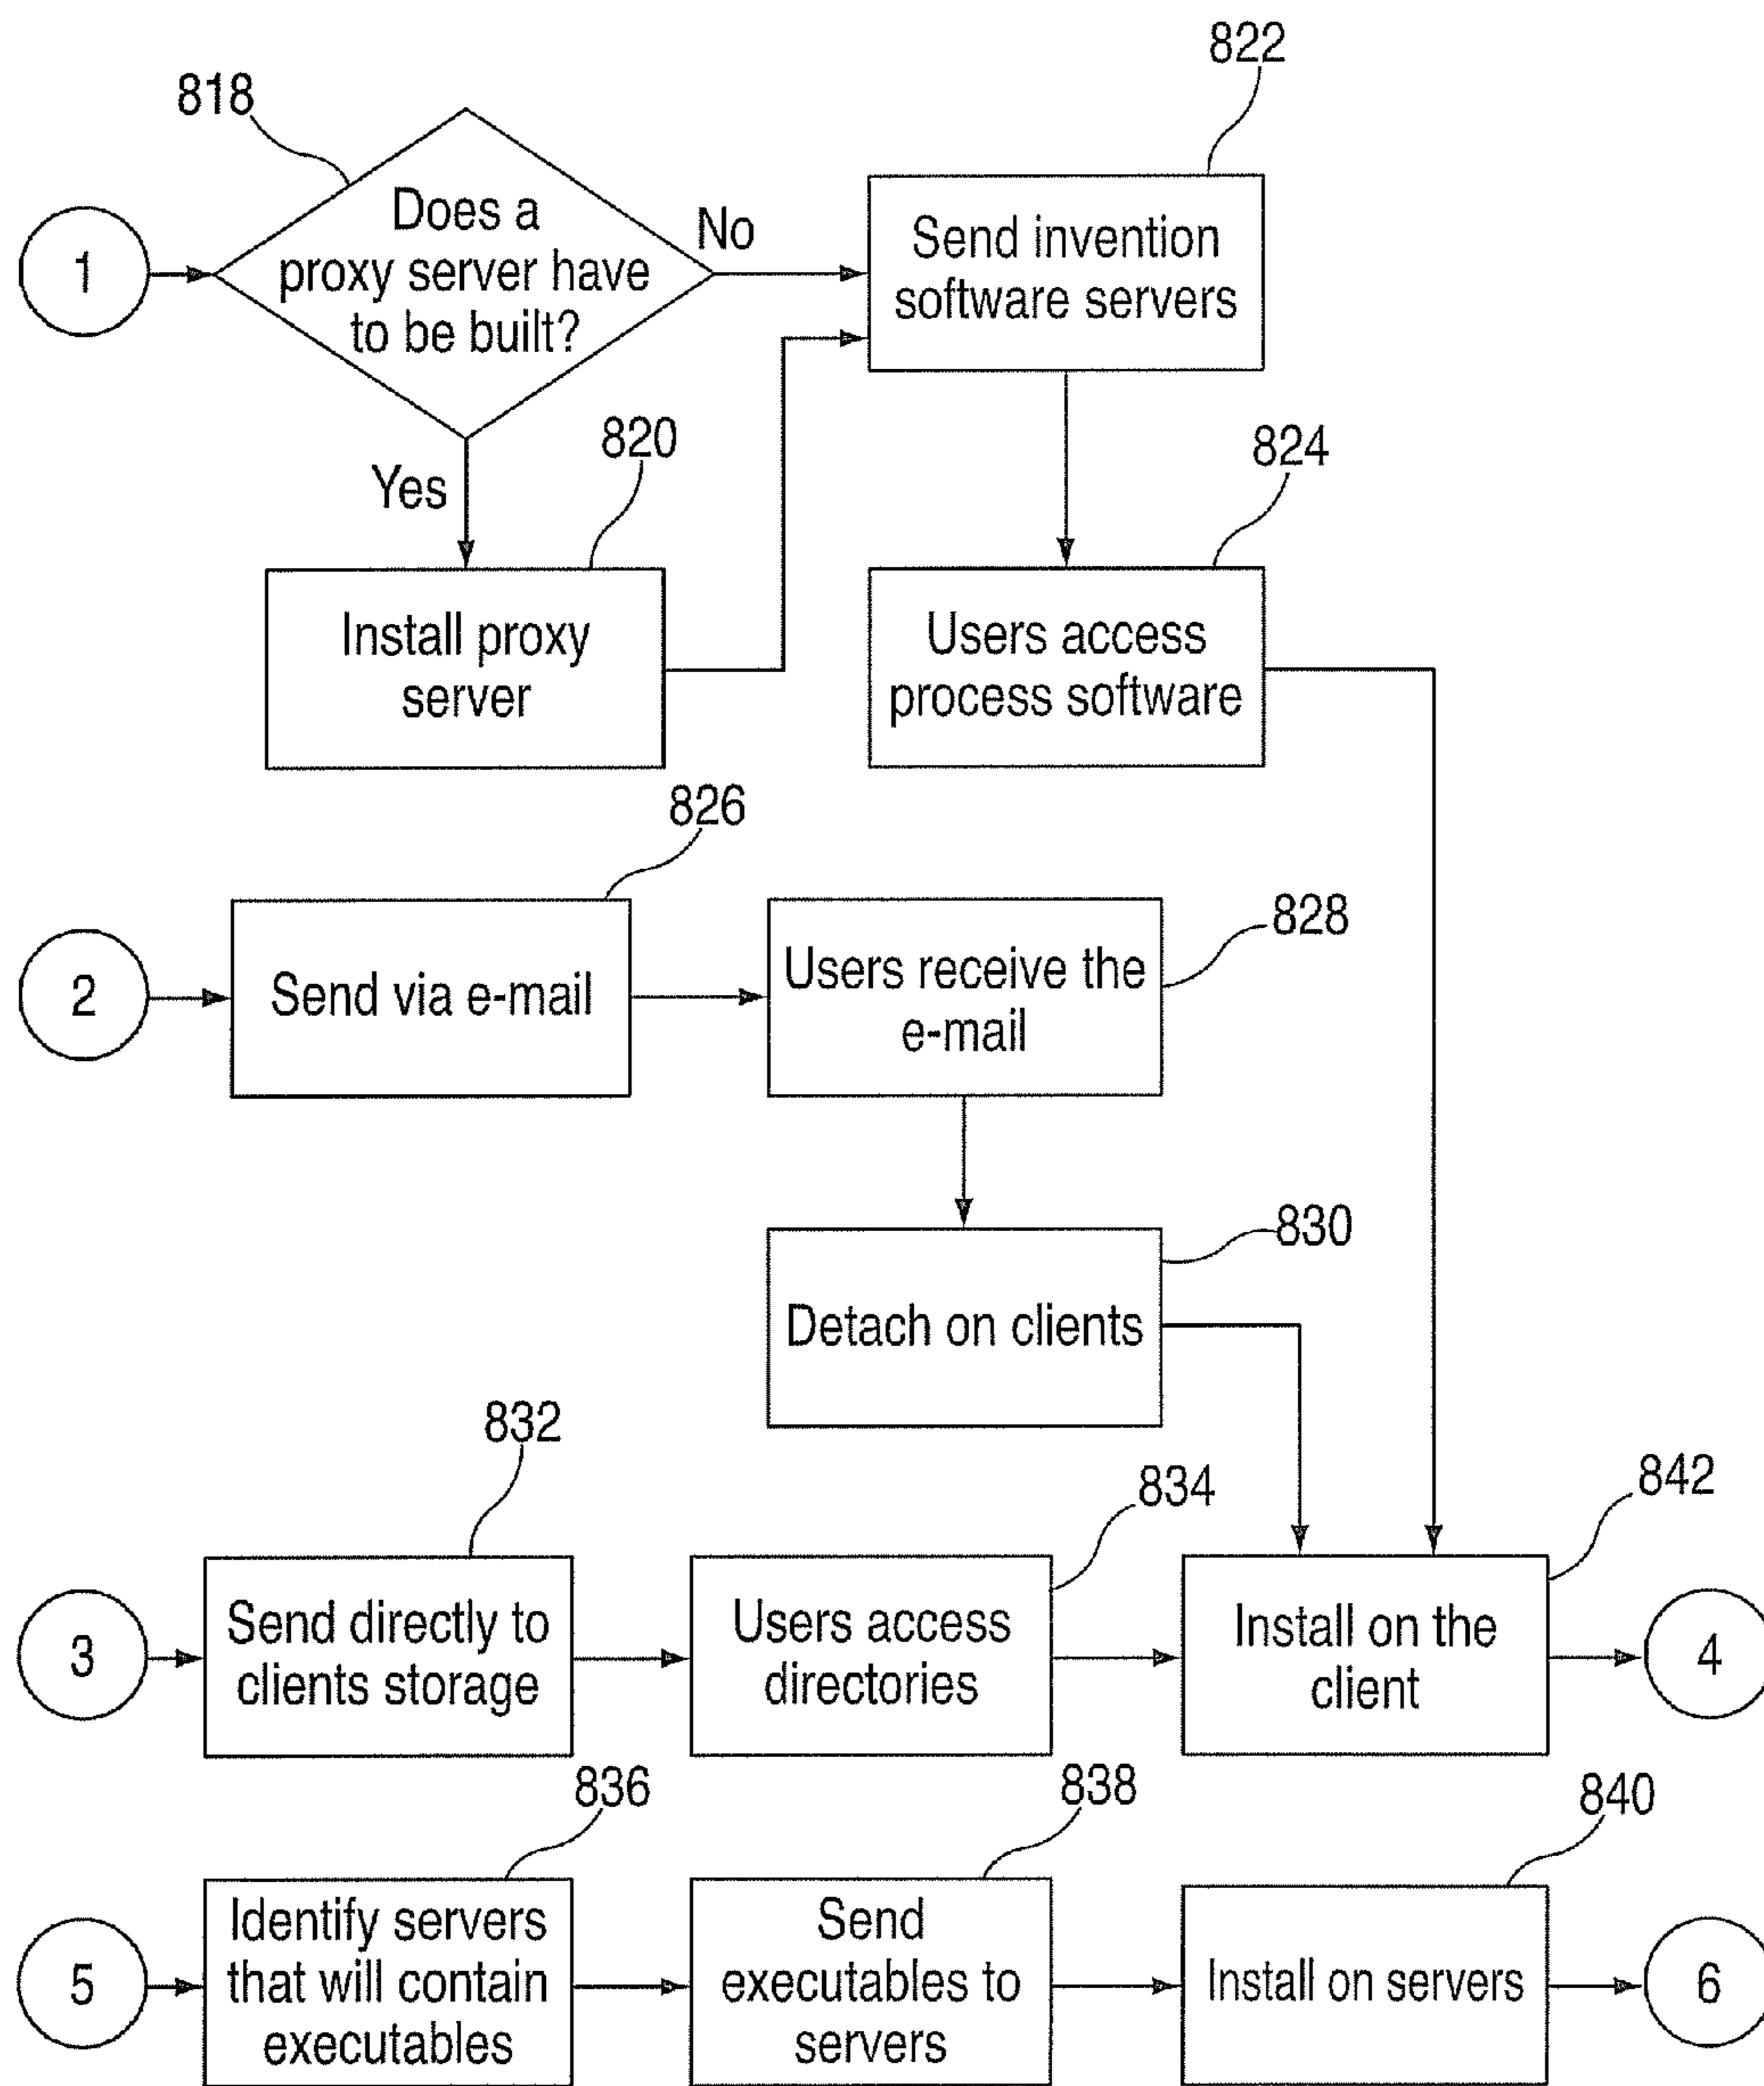 822
818
Does a
proxy server have
to be built?
No
Send invention
software servers
1
820
824
Yes
Install proxy
server
Users access
process software
826
828
2
Send via e-mail
Users receive the
e-mail
830
Detach on clients
832
834
842
3
Send directly to
clients storage
Users access
directories
Install on the
client
4
836
838
840
5
Identify servers
that will contain
executables
Send
executables to
servers
Install on servers
6